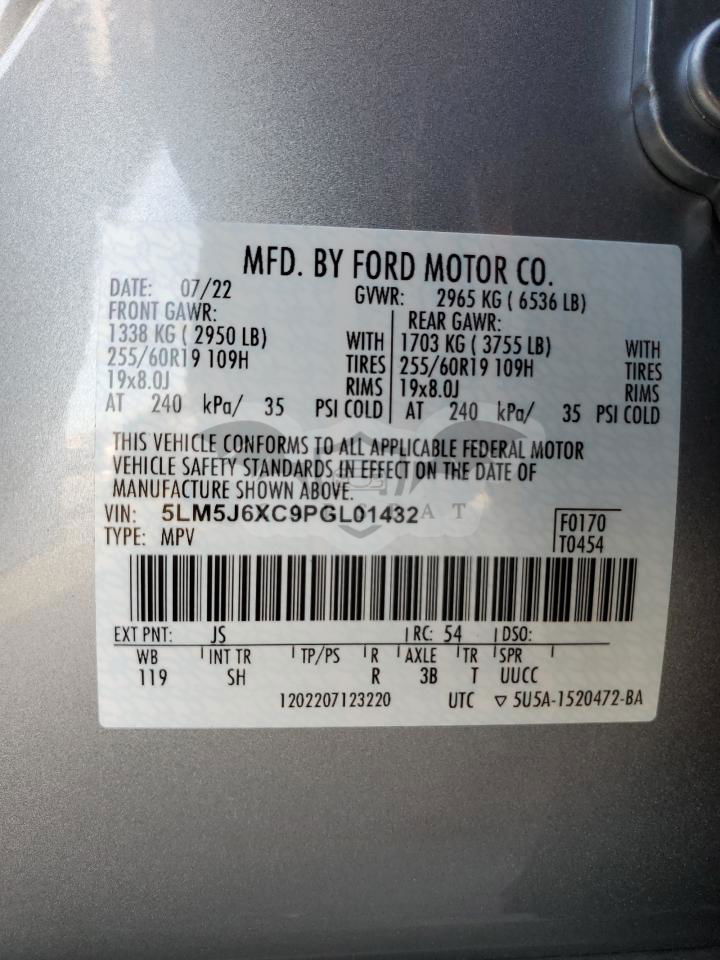 MFD. BY FORD MOTOR CO.
DATE: 07/22 GVWR: 2965 KG ( 6536 LB)
FRONT GAWR: REAR GAWR:
1338 KG ( 2950 LB) WITH 1703 KG ( 3755 LB) WITH
255/60R19 109H TIRES 255/60R19 109H TIRES
19x8.0J RIMS 19x8.0J RIMS
AT 240 kPa/ 35 PSI COLD AT 240 kPa/ 35 PSI COLD
THIS VEHICLE CONFORMS TO ALL APPLICABLE FEDERAL MOTOR
VEHICLE SAFETY STANDARDS IN EFFECT ON THE DATE OF
MANUFACTURE SHOWN ABOVE.
VIN: 5LM5J6XC9PGL01432 F0170
TYPE: MPV T0454
EXT PNT: JS RC: 54 DSO:
WB INT TR TP/PS R AXLE TR SPR
119 SH R 3B T UUCC
1202207123220 UTC ▽ 5U5A-1520472-BA